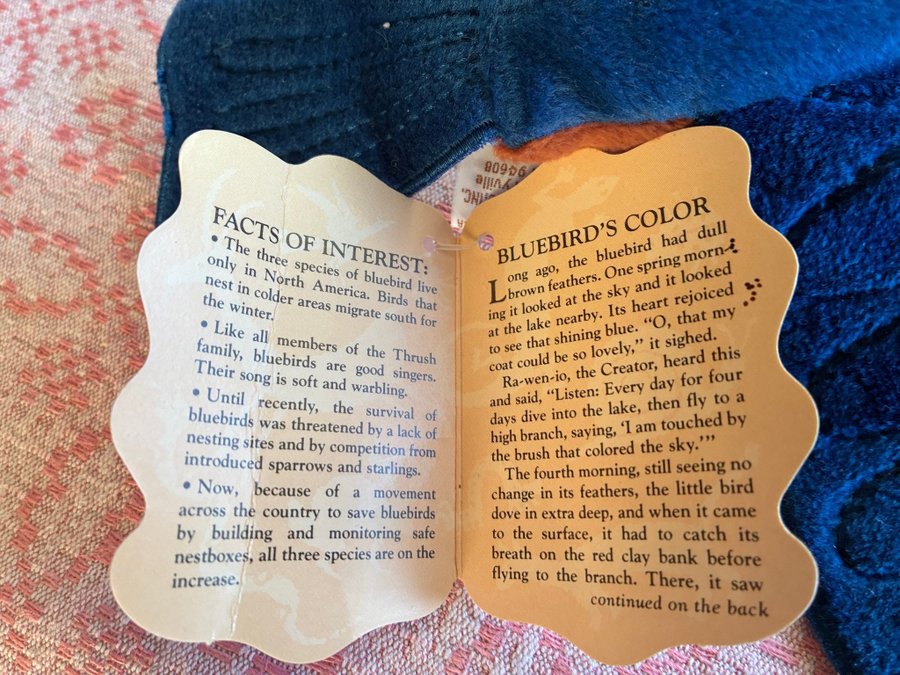 FACTS OF INTEREST:
• The three species of bluebird live
only in North America. Birds that
nest in colder areas migrate south for
the winter.
• Like all members of the Thrush
family, bluebirds are good singers.
Their song is soft and warbling.
• Until recently, the survival of
bluebirds was threatened by a lack of
nesting sites and by competition from
introduced sparrows and starlings.
• Now, because of a movement
across the country to save bluebirds
by building and monitoring safe
nestboxes, all three species are on the
increase.
BLUEBIRD'S COLOR
Long ago, the bluebird had dull
brown feathers. One spring morn-
ing it looked at the sky and it looked
at the lake nearby. Its heart rejoiced
to see that shining blue. “O, that my
coat could be so lovely,” it sighed.
Ra-wen-io, the Creator, heard this
and said, “Listen: Every day for four
days dive into the lake, then fly to a
high branch, saying, ‘I am touched by
the brush that colored the sky.’”
The fourth morning, still seeing no
change in its feathers, the little bird
dove in extra deep, and when it came
to the surface, it had to catch its
breath on the red clay bank before
flying to the branch. There, it saw
continued on the back
INC.
yville
94608